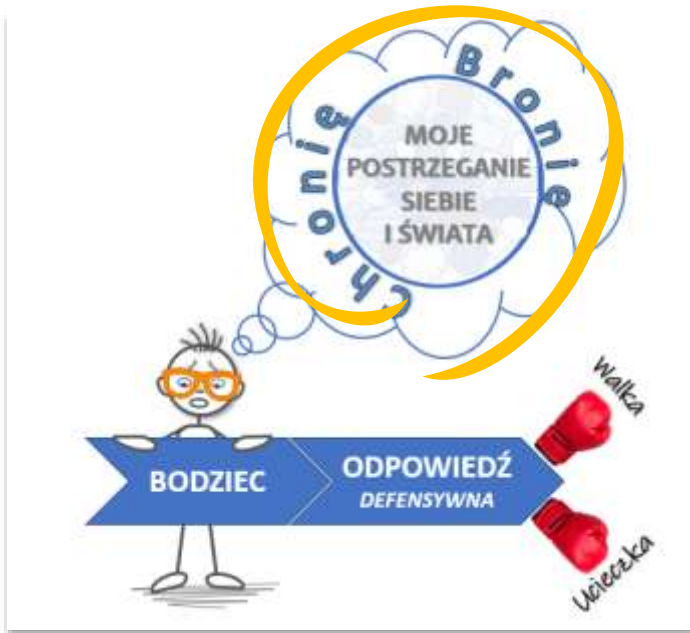 Chronię
Bronię
MOJE
POSTRZEGANIE
SIEBIE
I ŚWIATA
Walka
BODZIEC
ODPOWIEDŹ
DEFENSYWNA
Ucieczka